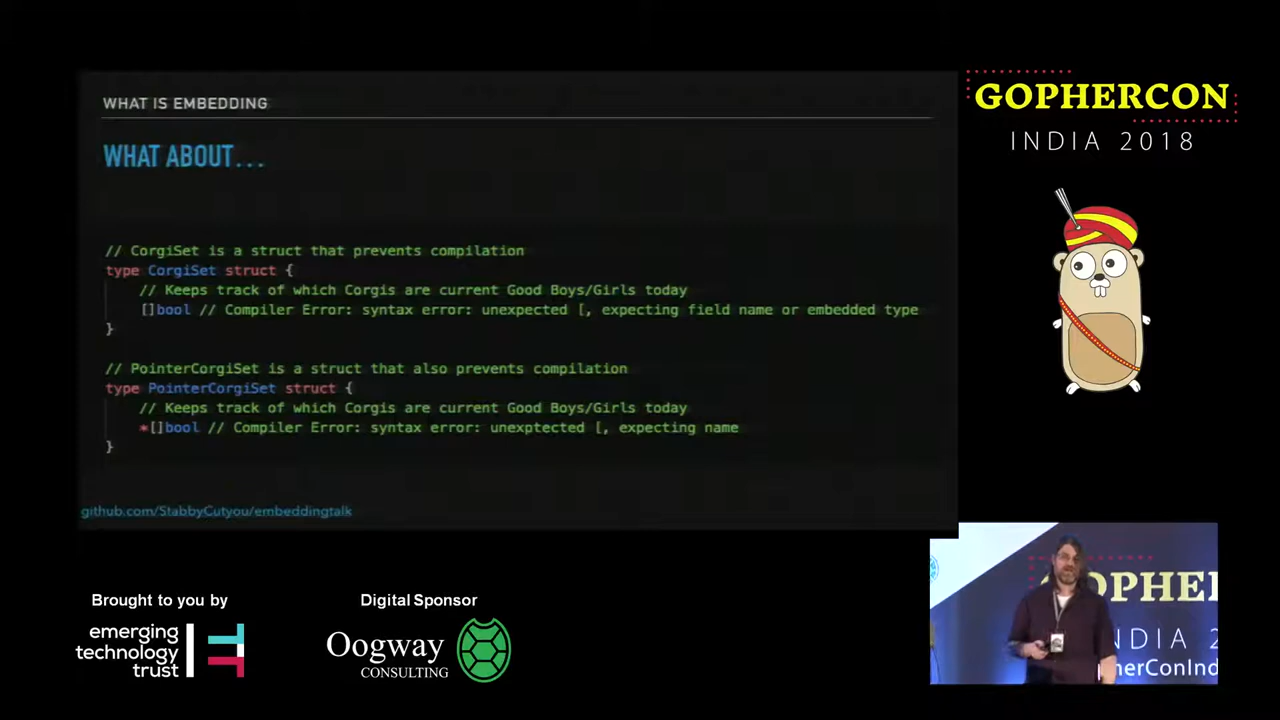 WHAT IS EMBEDDING
WHAT ABOUT...
// CorgiSet is a struct that prevents compilation
type CorgiSet struct {
// Keeps track of which Corgis are current Good Boys/Girls today
[]bool // Compiler Error: syntax error: unexpected [, expecting field name or embedded type
}
// PointerCorgiSet is a struct that also prevents compilation
type PointerCorgiSet struct {
// Keeps track of which Corgis are current Good Boys/Girls today
*[]bool // Compiler Error: syntax error: unexptected [, expecting name
}
github.com/StabbyCutyou/embeddingtalk
GOPHERCON
INDIA 2018
Brought to you by
emerging
technology
trust
Digital Sponsor
Oogway
CONSULTING
OPHER
NDIA 2
herConInd